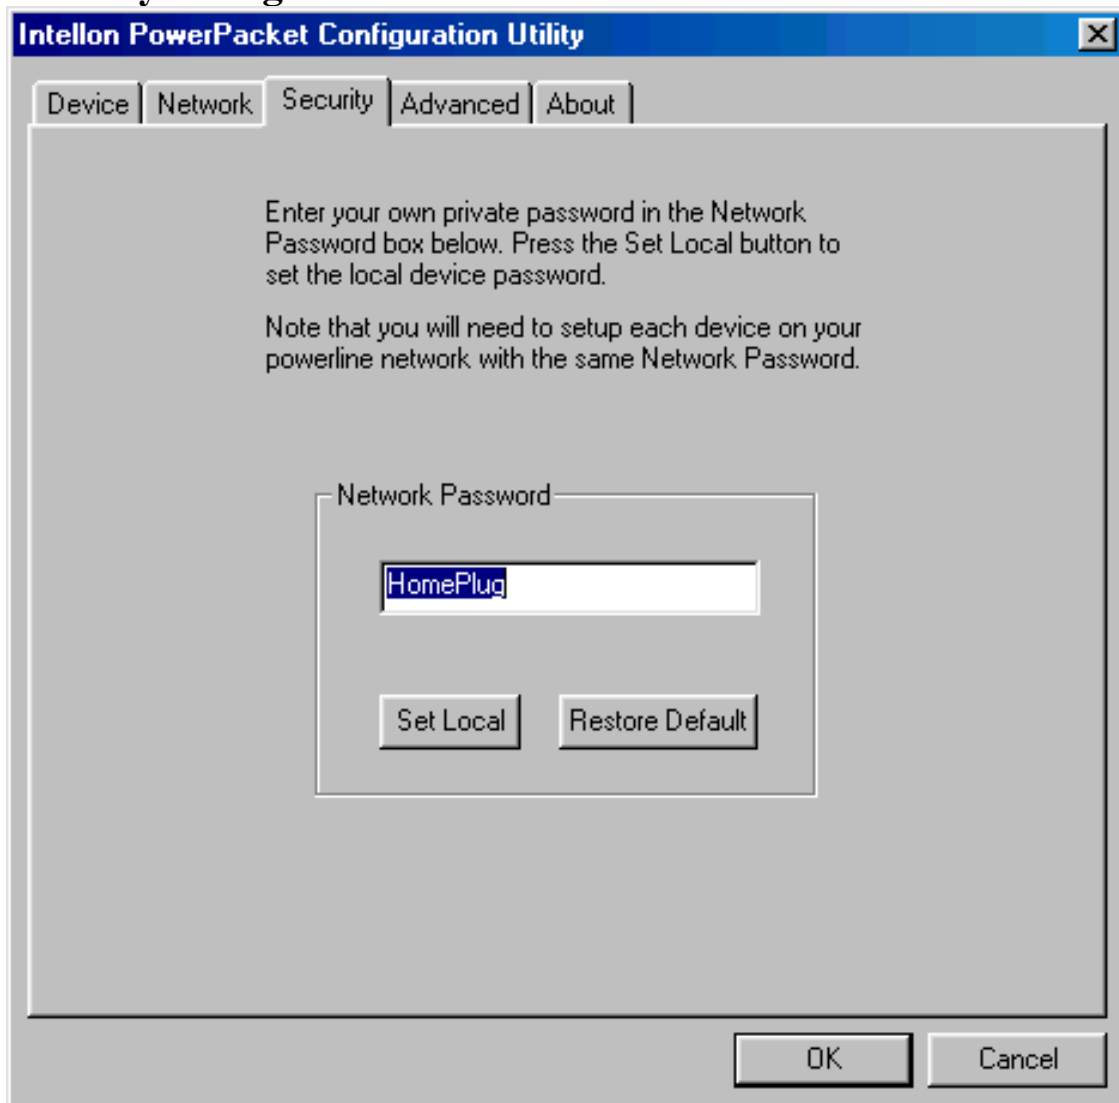 Intellon PowerPacket Configuration Utility
Device Network Security Advanced About
Enter your own private password in the Network
Password box below. Press the Set Local button to
set the local device password.
Note that you will need to setup each device on your
powerline network with the same Network Password.
Network Password
HomePlug
Set Local Restore Default
OK Cancel